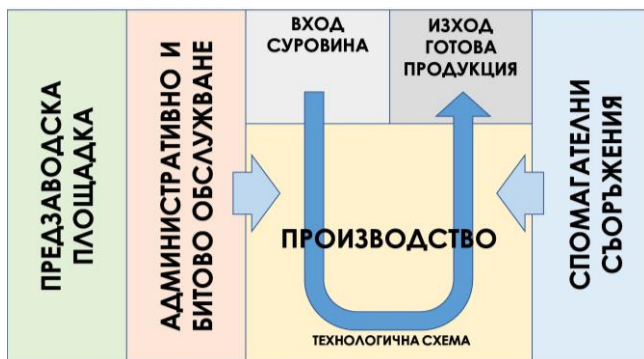 ПРЕДЗАВОДСКА
ПЛОЩАДКА
АДМИНИСТРАТИВНО И
БИТОВО ОБСЛУЖВАНЕ
ВХОД
СУРОВИНА
ИЗХОД
ГОТОВА
ПРОДУКЦИЯ
ПРОИЗВОДСТВО
ТЕХНОЛОГИЧНА СХЕМА
СПОМАГАТЕЛНИ
СЪОРЪЖЕНИЯ